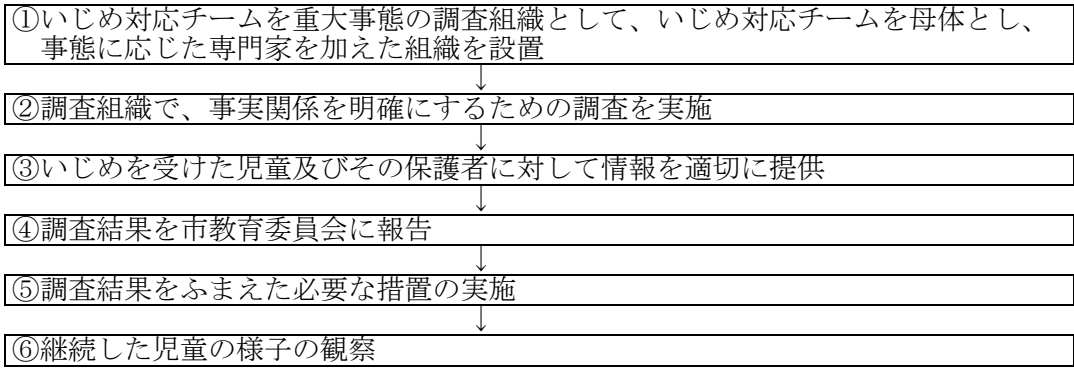 ①いじめ対応チームを重大事態の調査組織として、いじめ対応チームを母体とし、
事態に応じた専門家を加えた組織を設置
↓
②調査組織で、事実関係を明確にするための調査を実施
↓
③いじめを受けた児童及びその保護者に対して情報を適切に提供
↓
④調査結果を市教育委員会に報告
↓
⑤調査結果をふまえた必要な措置の実施
↓
⑥継続した児童の様子の観察